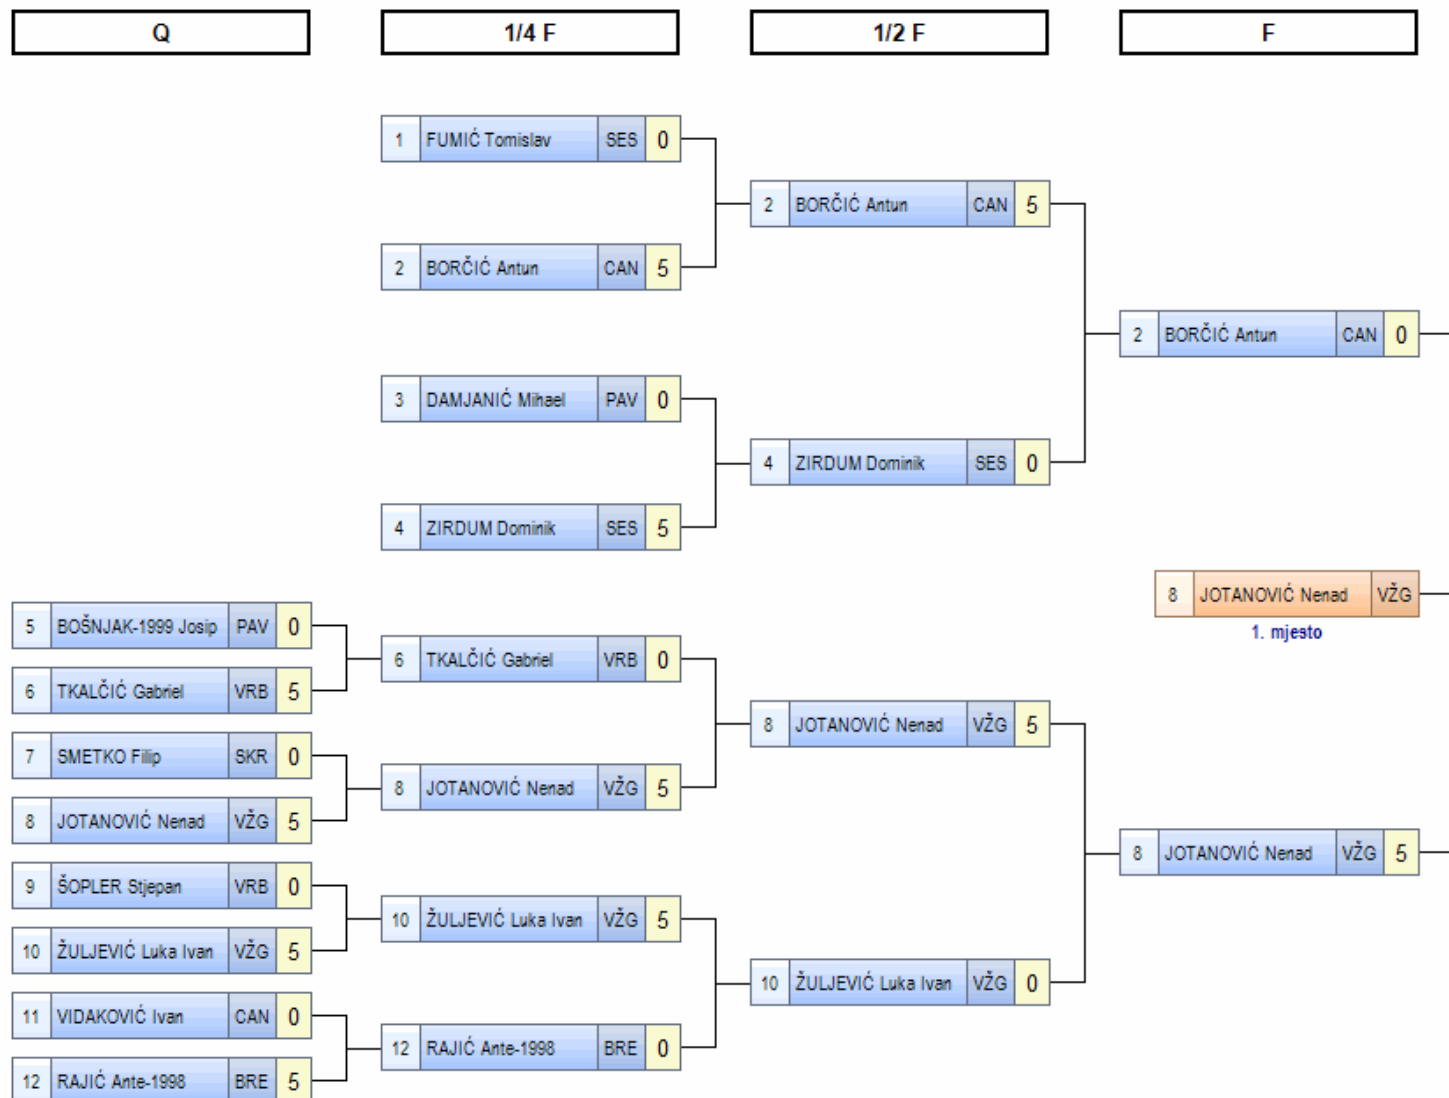 Q
1/4 F
1/2 F
F
1 FUMIĆ Tomislav SES 0
2 BORČIĆ Antun CAN 5
3 DAMJANIĆ Mihael PAV 0
4 ZIRDUM Dominik SES 5
5 BOŠNJAK-1999 Josip PAV 0
6 TKALČIĆ Gabriel VRB 5
7 SMETKO Filip SKR 0
8 JOTANOVIĆ Nenad VŽG 5
9 ŠOPLER Stjepan VRB 0
10 ŽULJEVIĆ Luka Ivan VŽG 5
11 VIDAKOVIĆ Ivan CAN 0
12 RAJIĆ Ante-1998 BRE 5
6 TKALČIĆ Gabriel VRB 0
8 JOTANOVIĆ Nenad VŽG 5
10 ŽULJEVIĆ Luka Ivan VŽG 5
12 RAJIĆ Ante-1998 BRE 0
2 BORČIĆ Antun CAN 5
4 ZIRDUM Dominik SES 0
8 JOTANOVIĆ Nenad VŽG 5
10 ŽULJEVIĆ Luka Ivan VŽG 0
2 BORČIĆ Antun CAN 0
8 JOTANOVIĆ Nenad VŽG
1. mjesto
8 JOTANOVIĆ Nenad VŽG 5